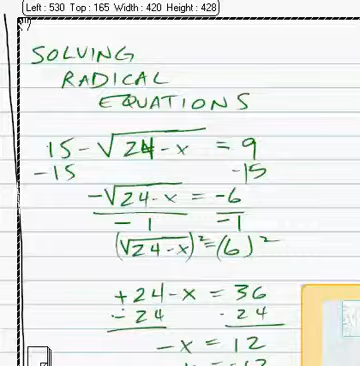 Left : 530 Top : 165 Width : 420 Height : 428
SOLVING
RADICAL
EQUATIONS
15 - √24 - x = 9
-15 -15
-√24 - x = -6
-1 -1
(√24 - x)² = (6)²
+24 - x = 36
- 24 - 24
-x = 12